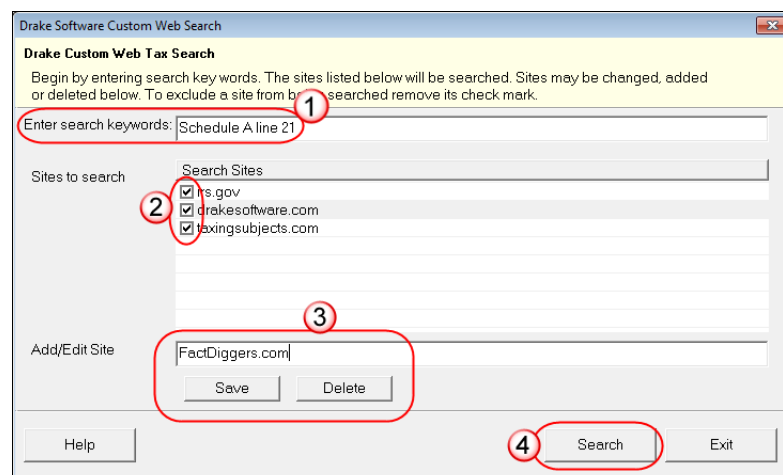 Drake Software Custom Web Search
Drake Custom Web Tax Search
Begin by entering search key words. The sites listed below will be searched. Sites may be changed, added
or deleted below. To exclude a site from being searched remove its check mark.
1
Enter search keywords: Schedule A line 21
Sites to search
Search Sites
2
irs.gov
drakesoftware.com
taxingsubjects.com
3
Add/Edit Site
FactDiggers.com
Save Delete
Help 4 Search Exit